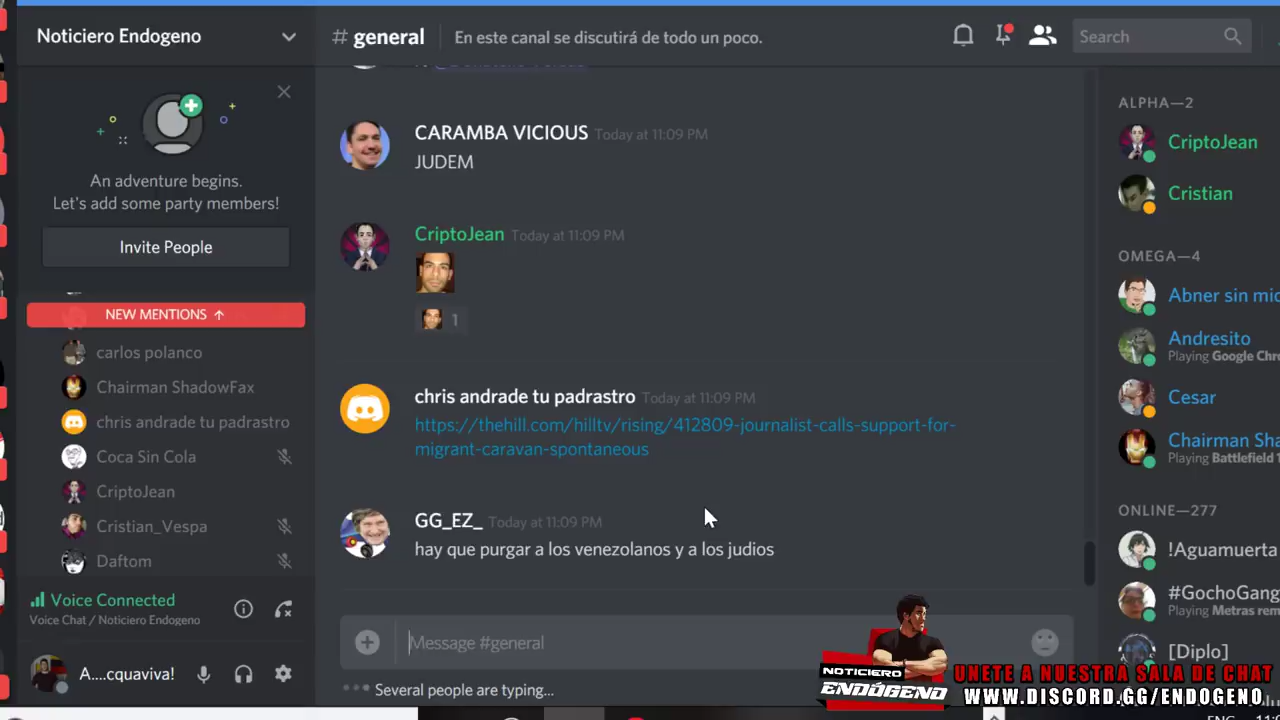 Noticiero Endogeno
# general
En este canal se discutirá de todo un poco.
Search
An adventure begins.
Let's add some party members!
Invite People
NEW MENTIONS ↑
carlos polanco
Chairman ShadowFax
chris andrade tu padrastro
Coca Sin Cola
CriptoJean
Cristian_Vespa
Daftom
Voice Connected
Voice Chat / Noticiero Endogeno
A....cquaviva!
CARAMBA VICIOUS Today at 11:09 PM
JUDEM
CriptoJean Today at 11:09 PM
1
chris andrade tu padrastro Today at 11:09 PM
https://thehill.com/hilltv/rising/412809-journalist-calls-support-for-
migrant-caravan-spontaneous
GG_EZ_ Today at 11:09 PM
hay que purgar a los venezolanos y a los judios
Message #general
Several people are typing...
ALPHA—2
CriptoJean
Cristian
OMEGA—4
Abner sin mic
Andresito
Playing Google Chro
Cesar
Chairman Sha
Playing Battlefield 1
ONLINE—277
!Aguamuerta
#GochoGang
Playing Metras rem
[Diplo]
NOTICIERO
ENDÓGENO
UNETE A NUESTRA SALA DE CHAT
WWW.DISCORD.GG/ENDOGENO
ENG